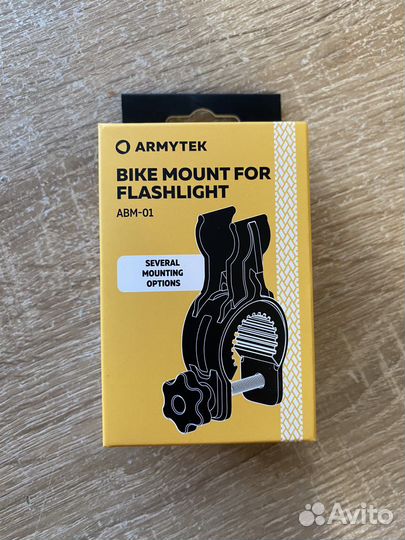 ARMYTEK
BIKE MOUNT FOR
FLASHLIGHT
ABM-01
SEVERAL
MOUNTING
OPTIONS
Avito